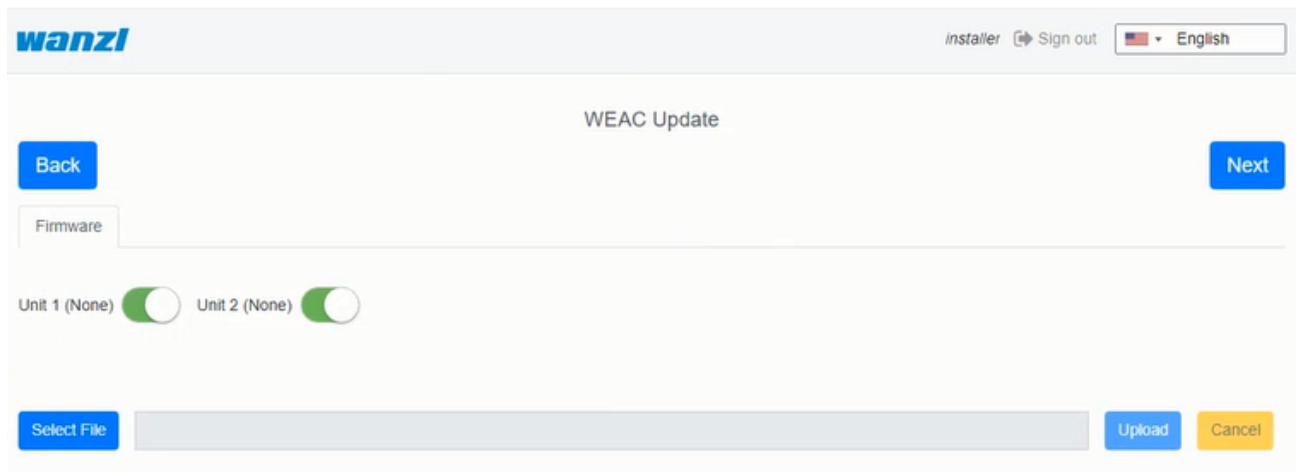 wanzl
installer Sign out English
WEAC Update
Back Next
Firmware
Unit 1 (None) Unit 2 (None)
Select File Upload Cancel